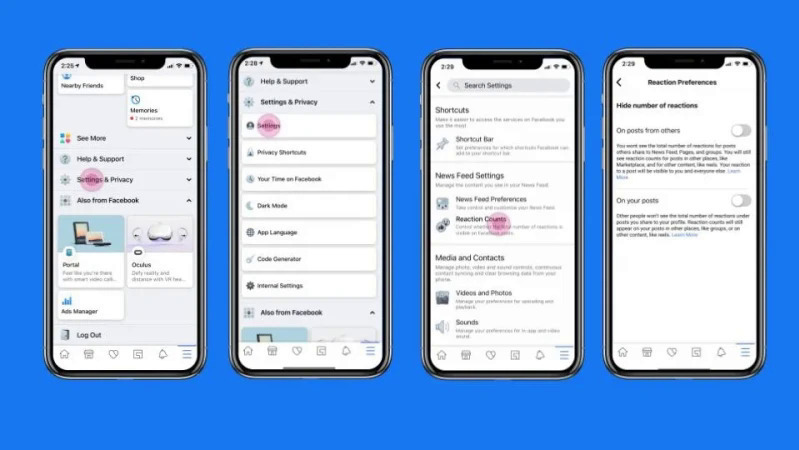 2:25
Nearby Friends
Shop
Memories
2 memories
See More
Help & Support
Settings & Privacy
Also from Facebook
Portal
Feel like you're there
with smart video calli...
Oculus
Defy reality and
distance with VR hea...
Ads Manager
Log Out
2:28
Help & Support
Settings & Privacy
Settings
Privacy Shortcuts
Your Time on Facebook
Dark Mode
App Language
Code Generator
Internal Settings
Also from Facebook
2:29
Search Settings
Shortcuts
Make it easier to access the services on Facebook you
use the most.
Shortcut Bar
Set preferences for which shortcuts Facebook can
add to your shortcut bar.
News Feed Settings
Manage the content you see in your News Feed.
News Feed Preferences
Take control and customize your News Feed.
Reaction Counts
Control whether the total number of reactions is
visible on Facebook posts.
Media and Contacts
Manage photo, video and sound controls, continuous
contact syncing and clear browsing data from your
phone.
Videos and Photos
Manage your preferences for uploading and
playback.
Sounds
Manage your preferences for in-app and video
sound.
2:29
Reaction Preferences
Hide number of reactions
On posts from others
You wont see the total number of reactions for posts
others share to News Feed, Pages, and groups. You will still
see reaction counts for posts in other places, like
Marketplace, and for other content, like reels. Your reaction
to a post will be visible to you and everyone else. Learn
More
On your posts
Other people won't see the total number of reactions under
posts you share to your profile. Reaction counts will still
appear on your posts in other places, like groups, or on
other content, like reels. Learn More